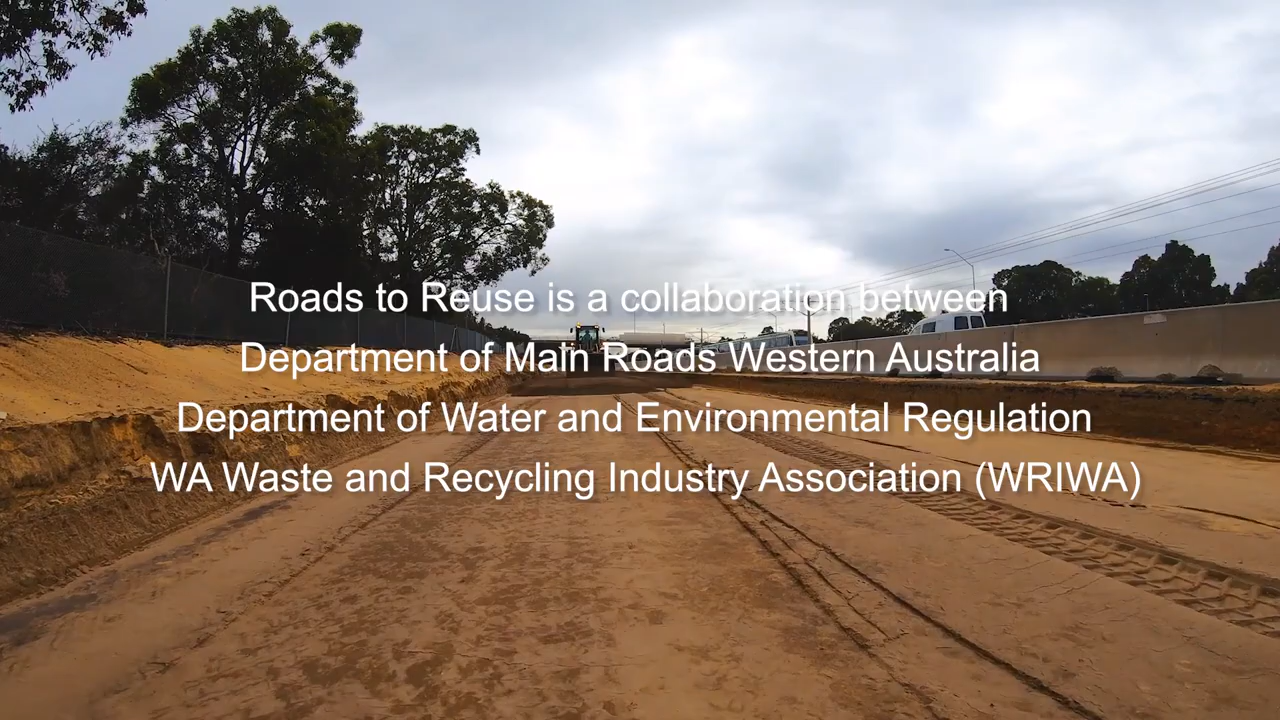 Roads to Reuse is a collaboration between
Department of Main Roads Western Australia
Department of Water and Environmental Regulation
WA Waste and Recycling Industry Association (WRIWA)